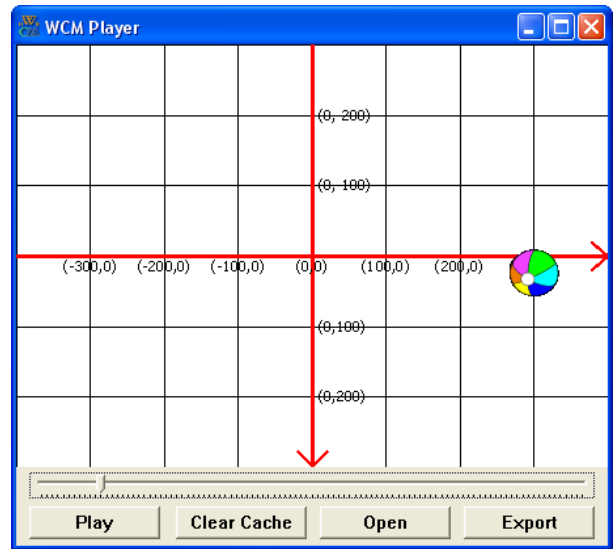 WCM Player
(0, 200)
(0, 100)
(-300,0) (-200,0) (-100,0) (0,0) (100,0) (200,0)
(0,100)
(0,200)
Play Clear Cache Open Export